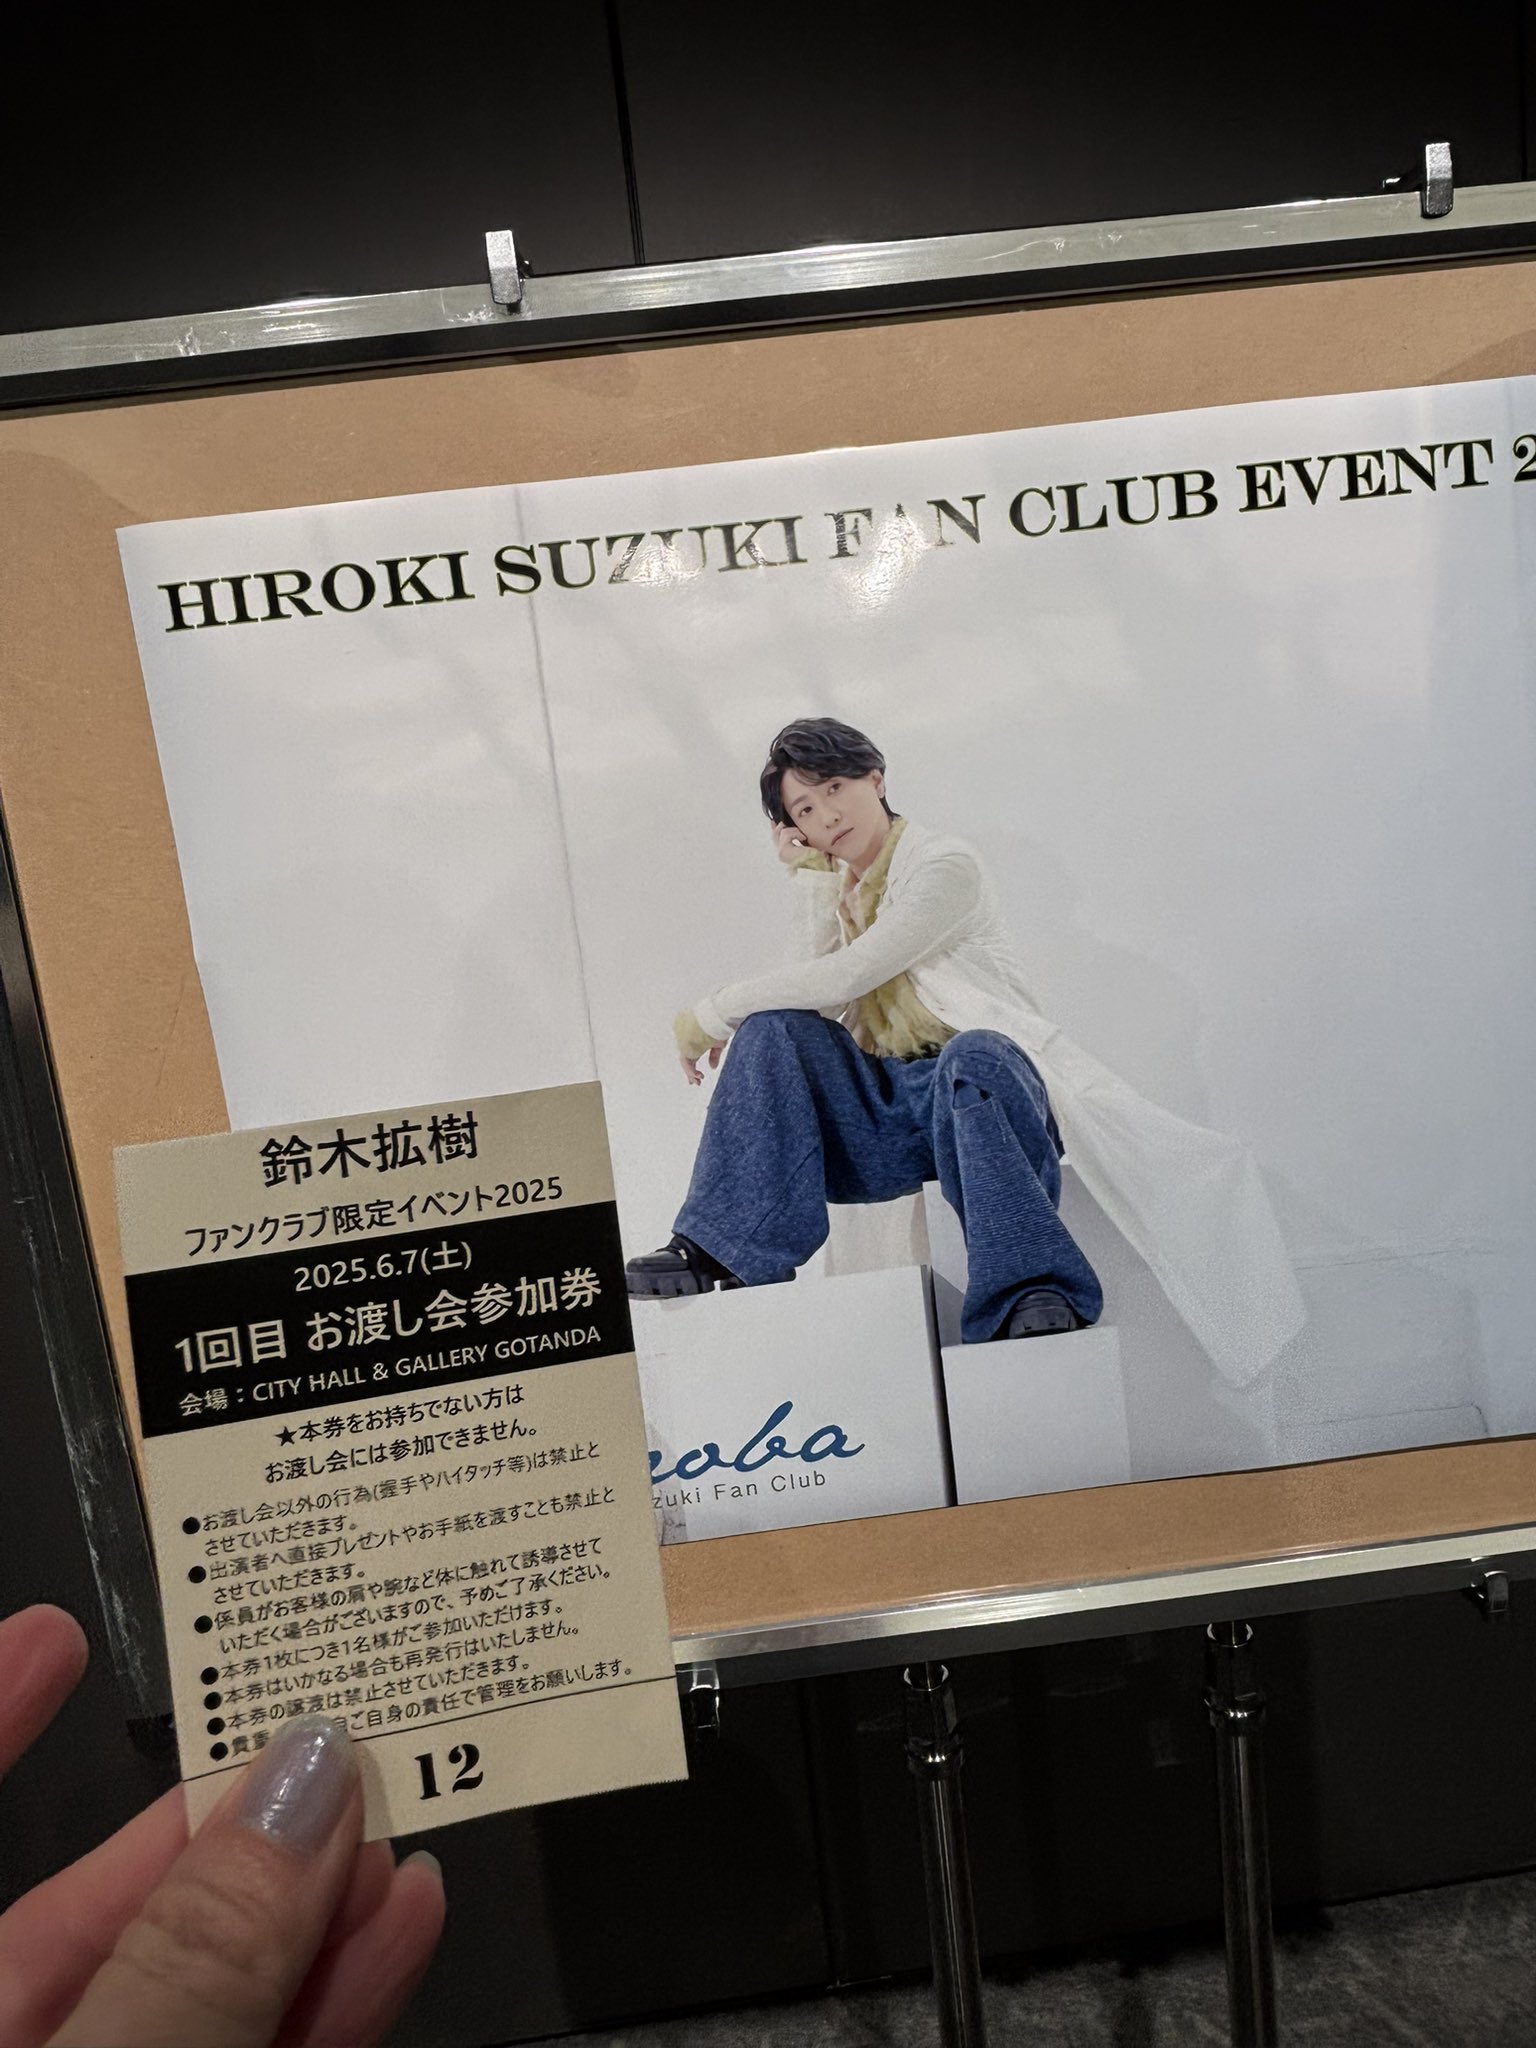 HIROKI SUZUKI FAN CLUB EVENT 2
鈴木拡樹
ファンクラブ限定イベント2025
2025.6.7(土)
1回目 お渡し会参加券
会場：CITY HALL & GALLERY GOTANDA
★本券をお持ちでない方は
お渡し会には参加できません。
●お渡し会以外の行為(握手やハイタッチ等)は禁止と
させていただきます。
●出演者へ直接プレゼントやお手紙を渡すことも禁止と
させていただきます。
●係員がお客様の肩や腕など体に触れて誘導させて
いただく場合がございますので、予めご了承ください。
●本券1枚につき1名様がご参加いただけます。
●本券はいかなる場合も再発行はいたしません。
●本券の譲渡は禁止させていただきます。
●貴重 ご自身の責任で管理をお願いします。
12
oba
zuki Fan Club